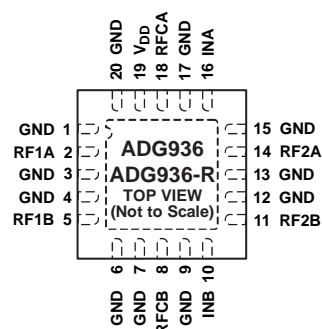 20 GND
19 VDD
18 RFCA
17 GND
16 INA
GND 1
RF1A 2
GND 3
GND 4
RF1B 5
ADG936
ADG936-R
TOP VIEW
(Not to Scale)
15 GND
14 RF2A
13 GND
12 GND
11 RF2B
GND 6
GND 7
RFCB 8
GND 9
INB 10